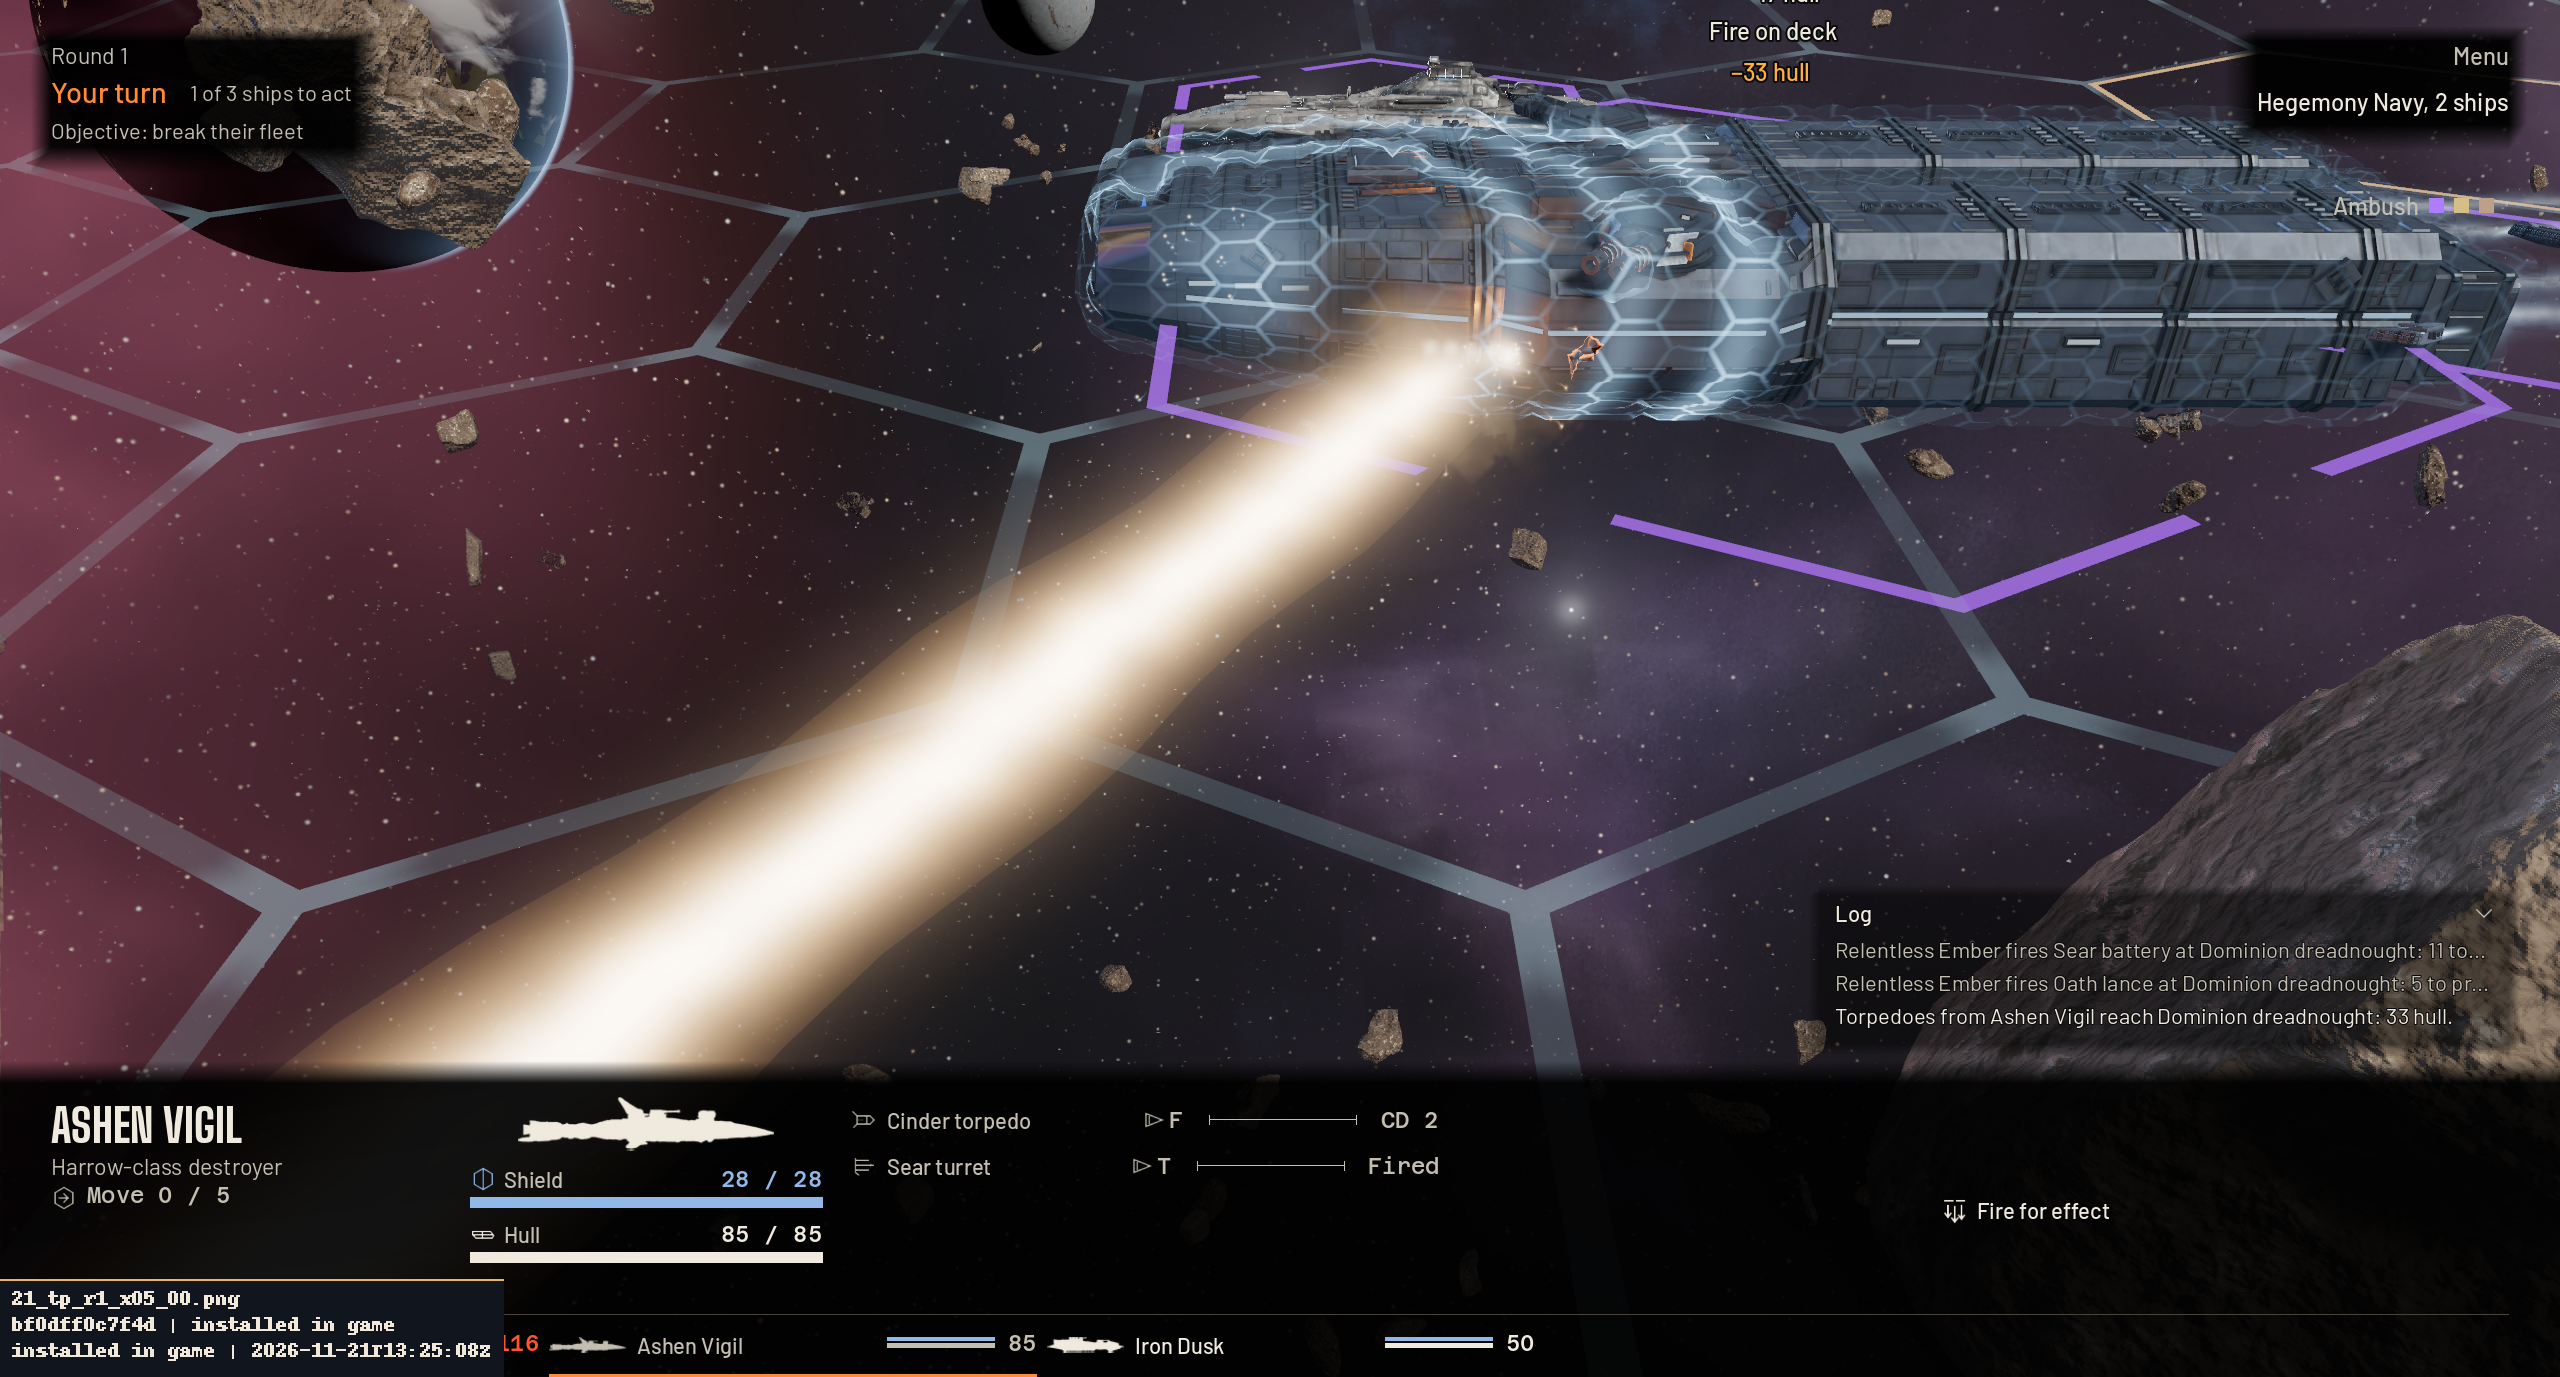 Round 1
Your turn 1 of 3 ships to act
Objective: break their fleet
Fire on deck
−33 hull
Menu
Hegemony Navy, 2 ships
Ambush
Log
Relentless Ember fires Sear battery at Dominion dreadnought: 11 to...
Relentless Ember fires Oath lance at Dominion dreadnought: 5 to pr...
Torpedoes from Ashen Vigil reach Dominion dreadnought: 33 hull.
ASHEN VIGIL
Harrow-class destroyer
Move 0 / 5
Shield 28 / 28
Hull 85 / 85
Cinder torpedo F CD 2
Sear turret T Fired
Fire for effect
21_tp_r1_x05_00.png
bf0dff0c7f4d | installed in game
installed in game | 2026-11-21T13:25:08Z
116 Ashen Vigil 85 Iron Dusk 50